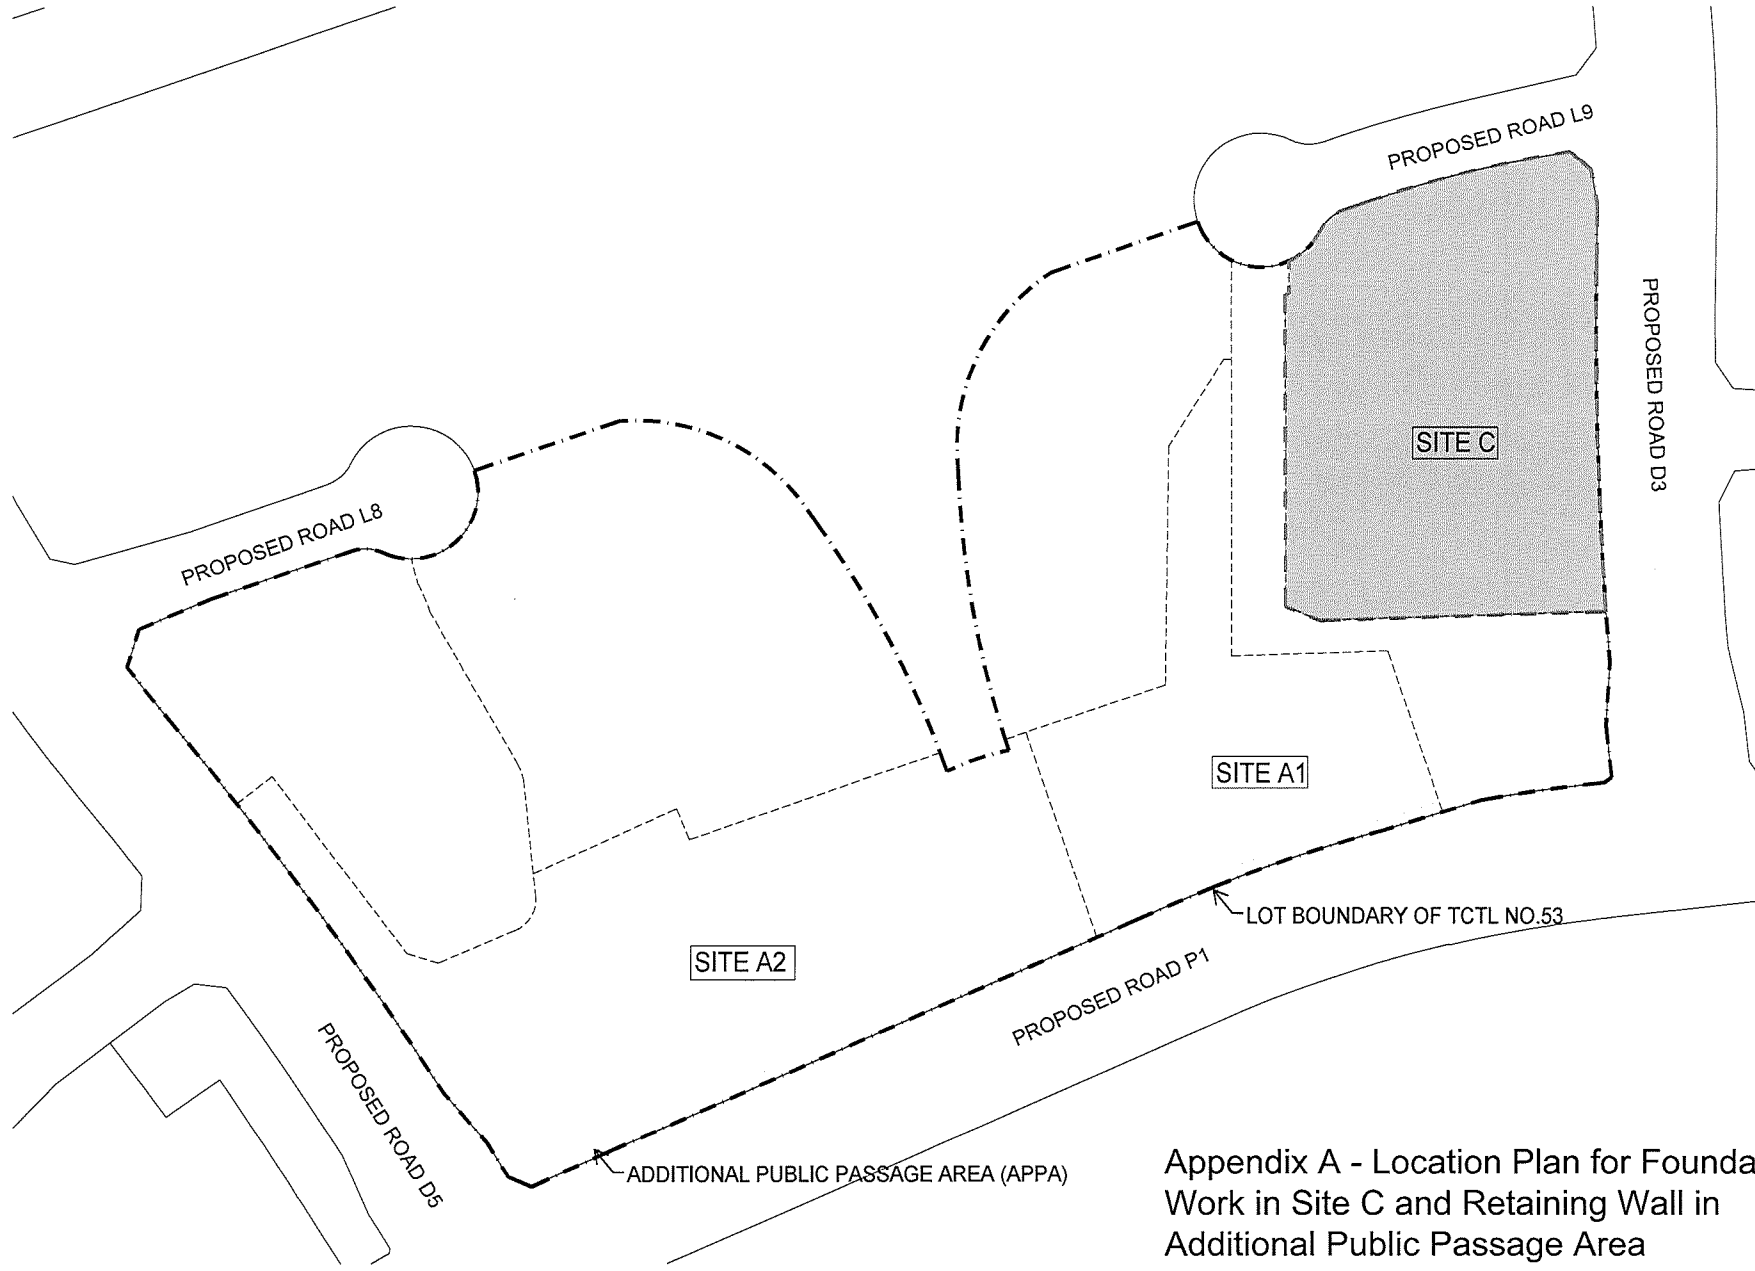 PROPOSED ROAD L9
PROPOSED ROAD D3
SITE C
PROPOSED ROAD L8
SITE A1
LOT BOUNDARY OF TCTL NO.53
SITE A2
PROPOSED ROAD P1
PROPOSED ROAD D5
ADDITIONAL PUBLIC PASSAGE AREA (APPA)
Appendix A - Location Plan for Founda
Work in Site C and Retaining Wall in
Additional Public Passage Area